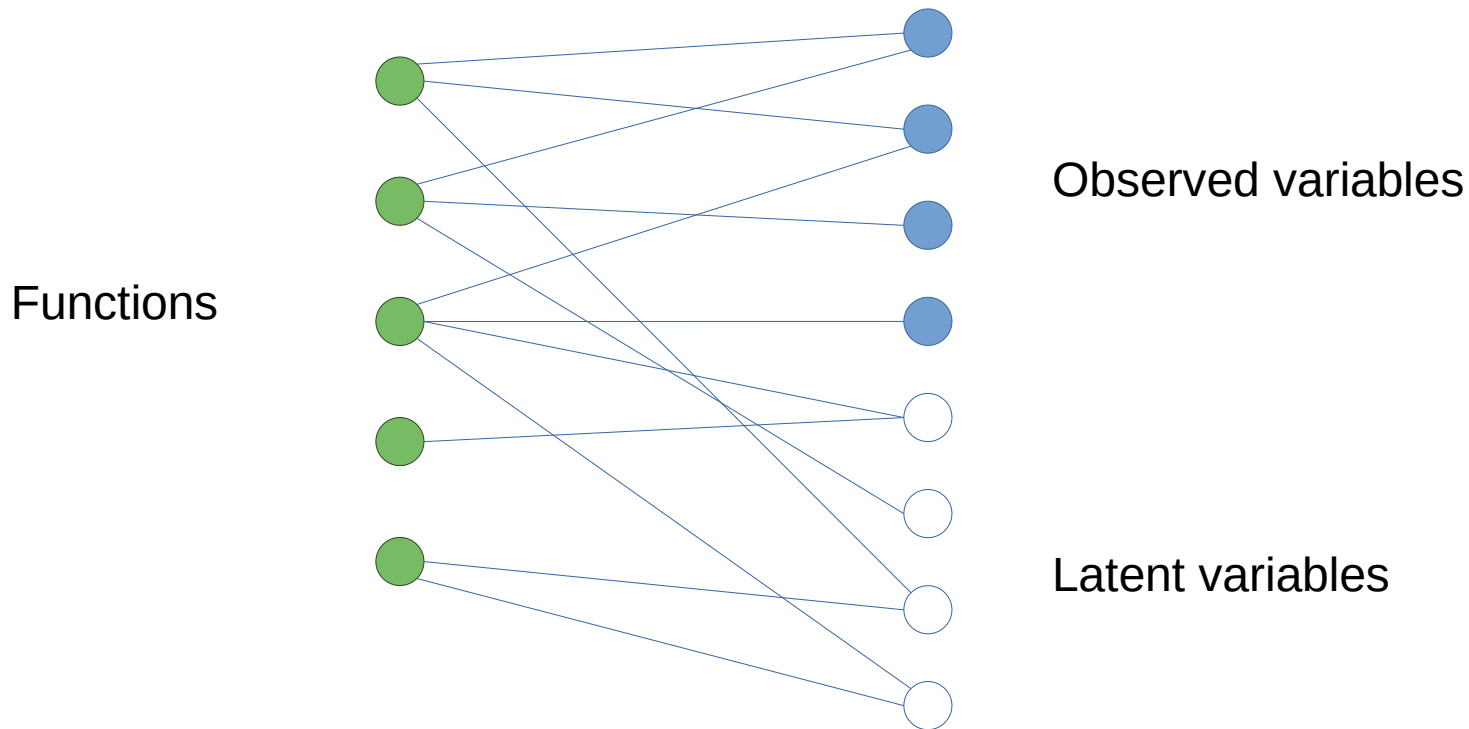 Observed variables
Functions
Latent variables